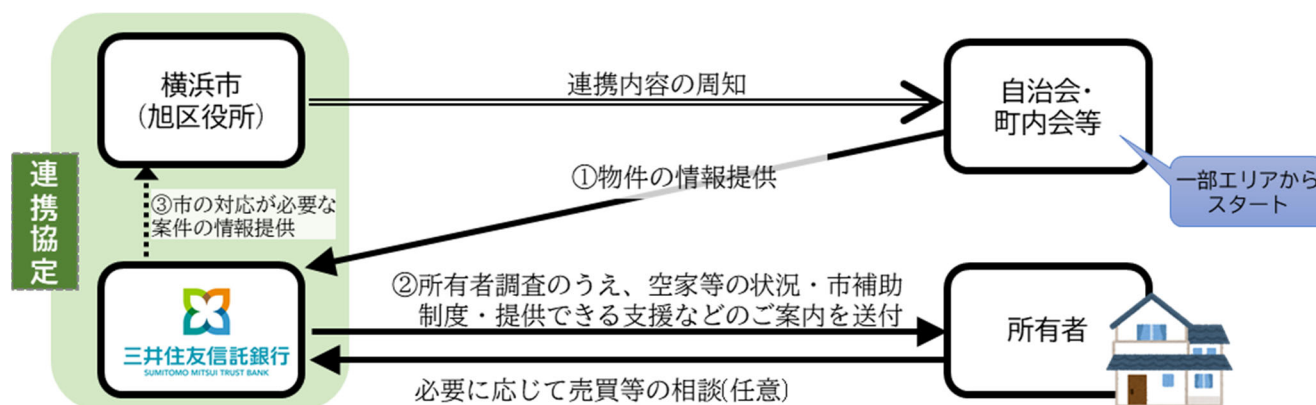 横浜市
(旭区役所)
連携内容の周知
自治会・
町内会等
一部エリアから
スタート
連携協定
①物件の情報提供
③市の対応が必要な
案件の情報提供
②所有者調査のうえ、空家等の状況・市補助
制度・提供できる支援などのご案内を送付
三井住友信託銀行
SUMITOMO MITSUI TRUST BANK
所有者
必要に応じて売買等の相談(任意)